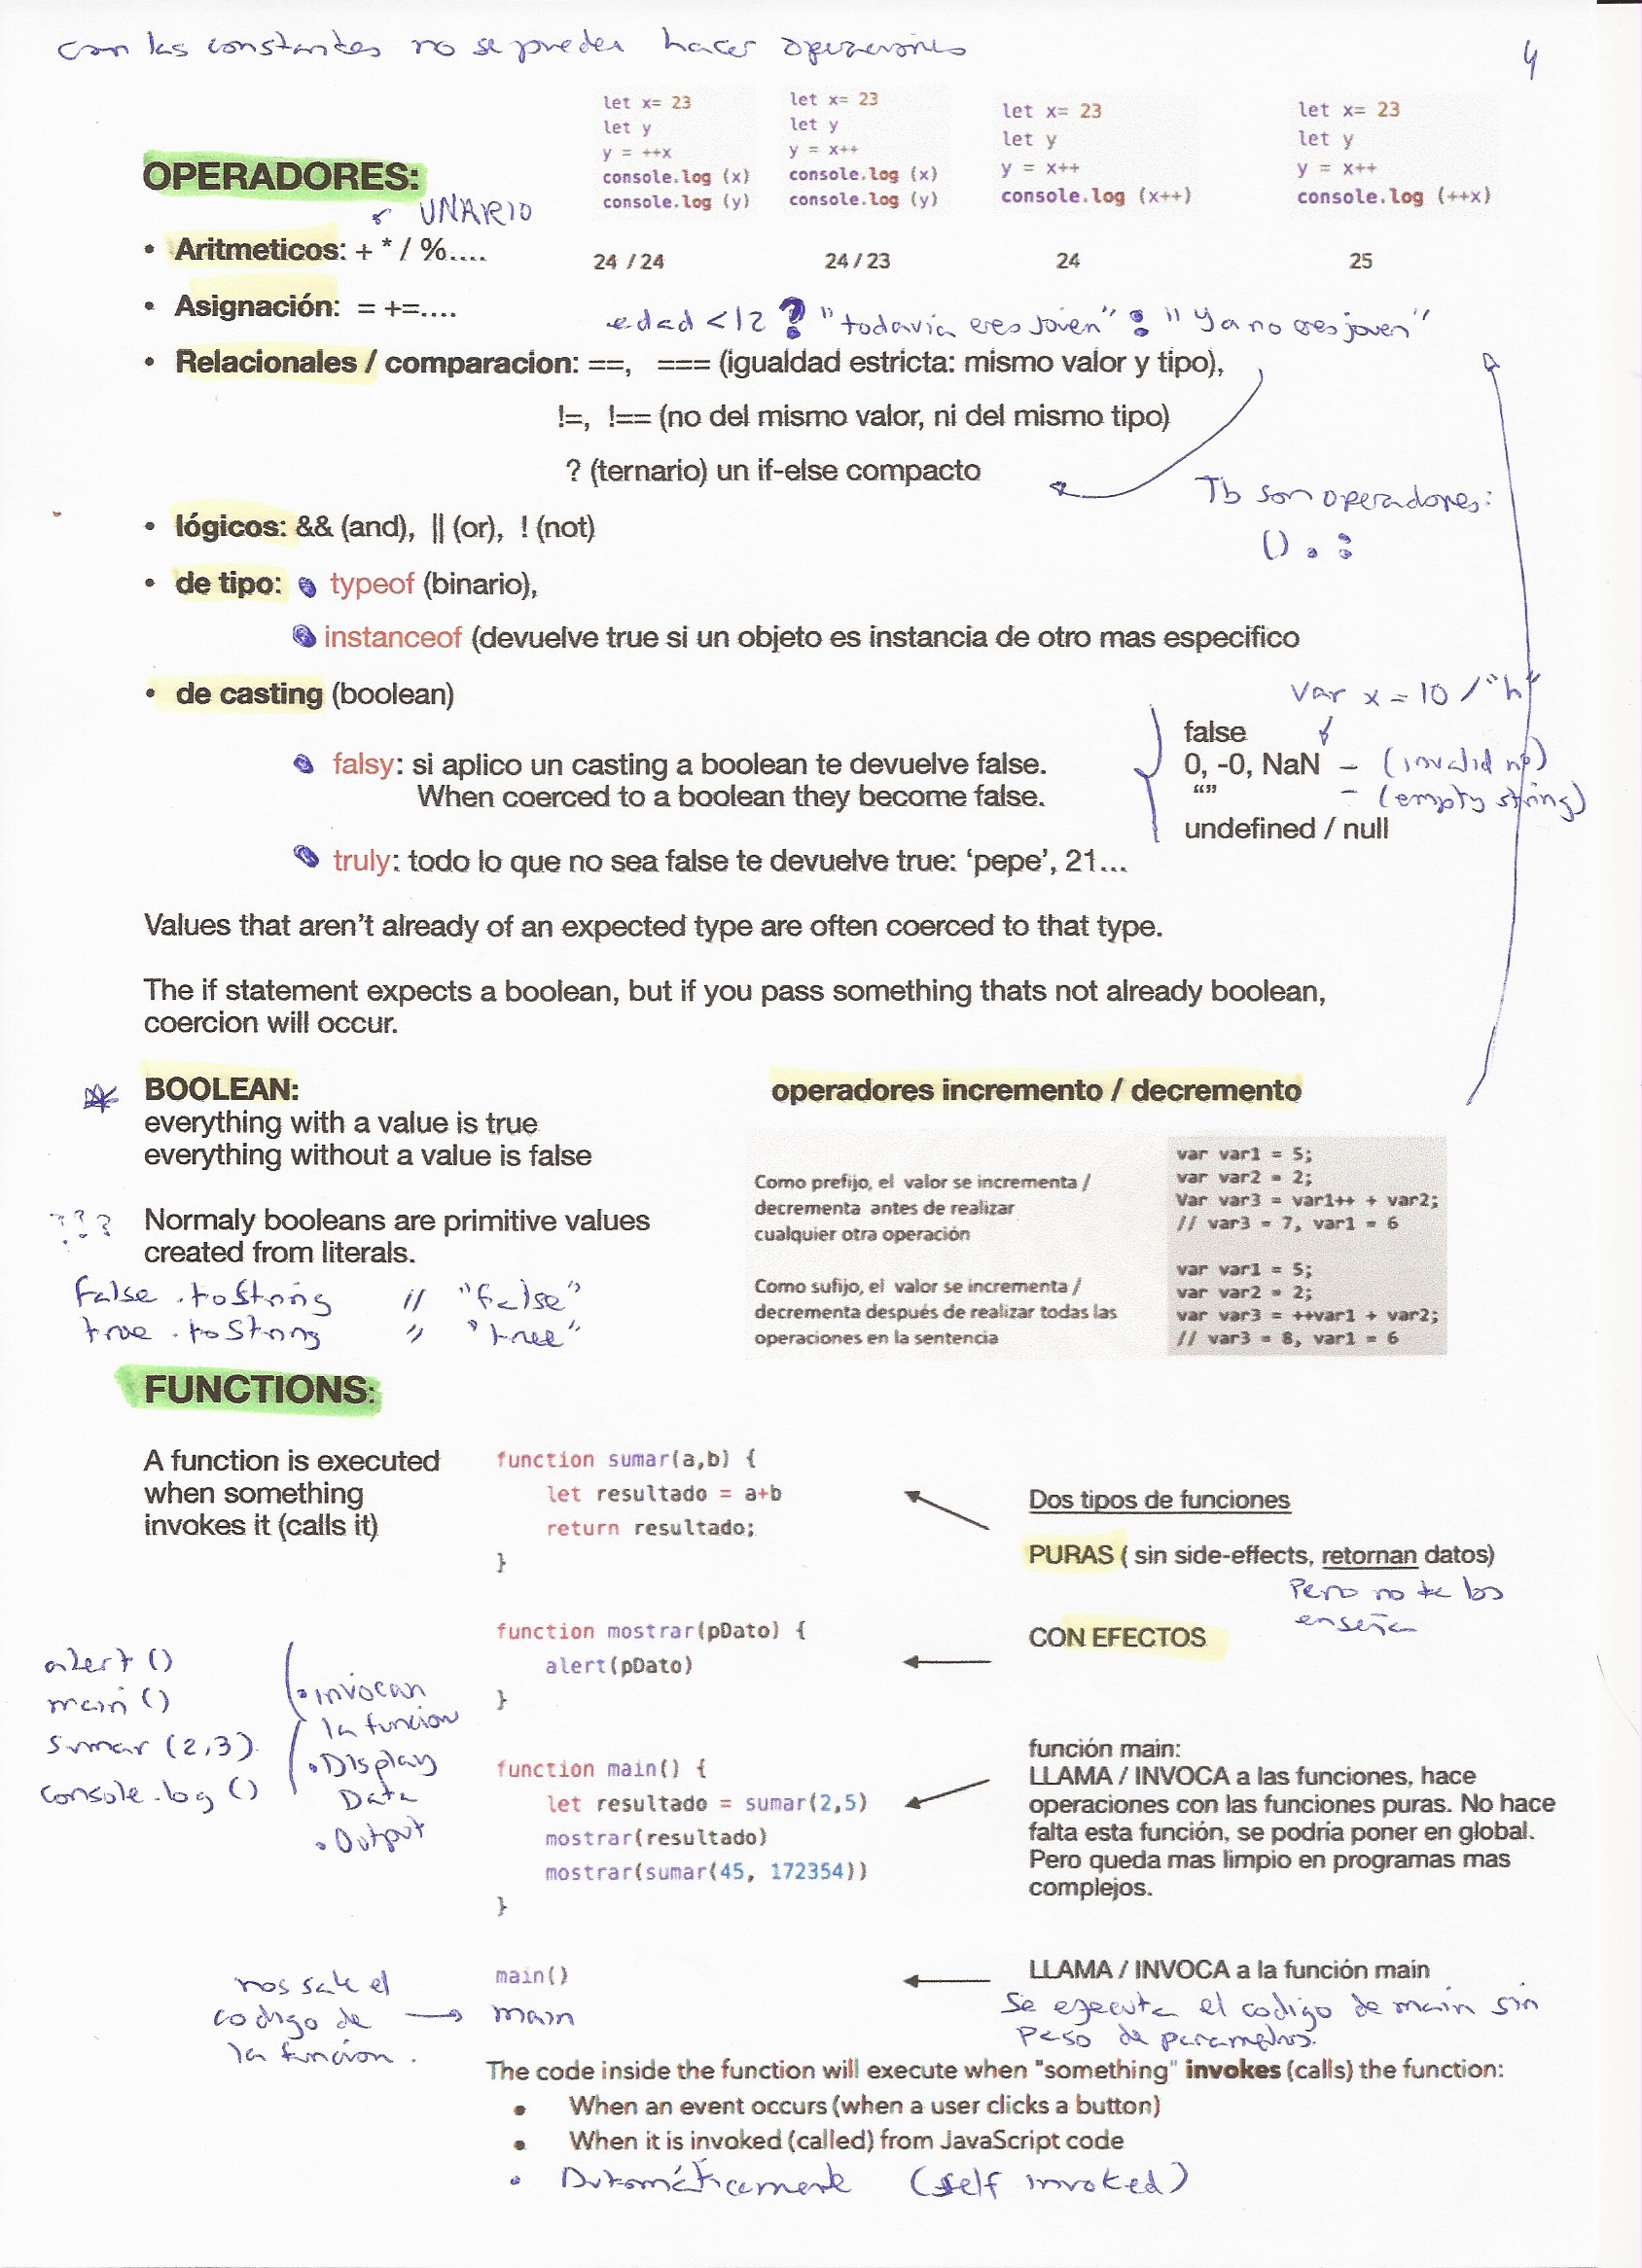 con las constantes no se pueden hacer operaciones
4
let x= 23
let y
y = ++x
console.log (x)
console.log (y)
24 / 24
let x= 23
let y
y = x++
console.log (x)
console.log (y)
24 / 23
let x= 23
let y
y = x++
console.log (x++)
24
let x= 23
let y
y = x++
console.log (++x)
25
OPERADORES:
UNARIO
• Aritmeticos: + * / %....
• Asignación: = +=....
edad < 12 ? "todavia eres joven" : "ya no eres joven"
• Relacionales / comparacion: ==, === (igualdad estricta: mismo valor y tipo),
!=, !== (no del mismo valor, ni del mismo tipo)
? (ternario) un if-else compacto
Tb son operadores:
() . :
• lógicos: && (and), || (or), ! (not)
• de tipo: typeof (binario),
instanceof (devuelve true si un objeto es instancia de otro mas especifico
• de casting (boolean)
var x = 10 / "h"
falsy: si aplico un casting a boolean te devuelve false.
When coerced to a boolean they become false.
false
0, -0, NaN – (invalid nº)
“” – (empty string)
undefined / null
truly: todo lo que no sea false te devuelve true: ‘pepe’, 21...
Values that aren’t already of an expected type are often coerced to that type.
The if statement expects a boolean, but if you pass something thats not already boolean,
coercion will occur.
BOOLEAN:
everything with a value is true
everything without a value is false
???
Normaly booleans are primitive values
created from literals.
false.toString // "false"
true.toString // "true"
operadores incremento / decremento
Como prefijo, el valor se incrementa /
decrementa antes de realizar
cualquier otra operación
Como sufijo, el valor se incrementa /
decrementa después de realizar todas las
operaciones en la sentencia
var var1 = 5;
var var2 = 2;
Var var3 = var1++ + var2;
// var3 = 7, var1 = 6
var var1 = 5;
var var2 = 2;
var var3 = ++var1 + var2;
// var3 = 8, var1 = 6
FUNCTIONS:
A function is executed
when something
invokes it (calls it)
function sumar(a,b) {
let resultado = a+b
return resultado;
}
Dos tipos de funciones
PURAS ( sin side-effects, retornan datos)
Pero no te los
enseña
function mostrar(pDato) {
alert(pDato)
}
CON EFECTOS
alert ()
main ()
sumar (2,3)
console.log ()
• invocan
la funcion
• Display
Data
• Output
function main() {
let resultado = sumar(2,5)
mostrar(resultado)
mostrar(sumar(45, 172354))
}
función main:
LLAMA / INVOCA a las funciones, hace
operaciones con las funciones puras. No hace
falta esta función, se podría poner en global.
Pero queda mas limpio en programas mas
complejos.
main()
LLAMA / INVOCA a la función main
nos sale el
codigo de
la funcion.
main
Se ejecuta el codigo de main sin
paso de parametros.
The code inside the function will execute when "something" invokes (calls) the function:
• When an event occurs (when a user clicks a button)
• When it is invoked (called) from JavaScript code
• Automáticamente (self invoked)